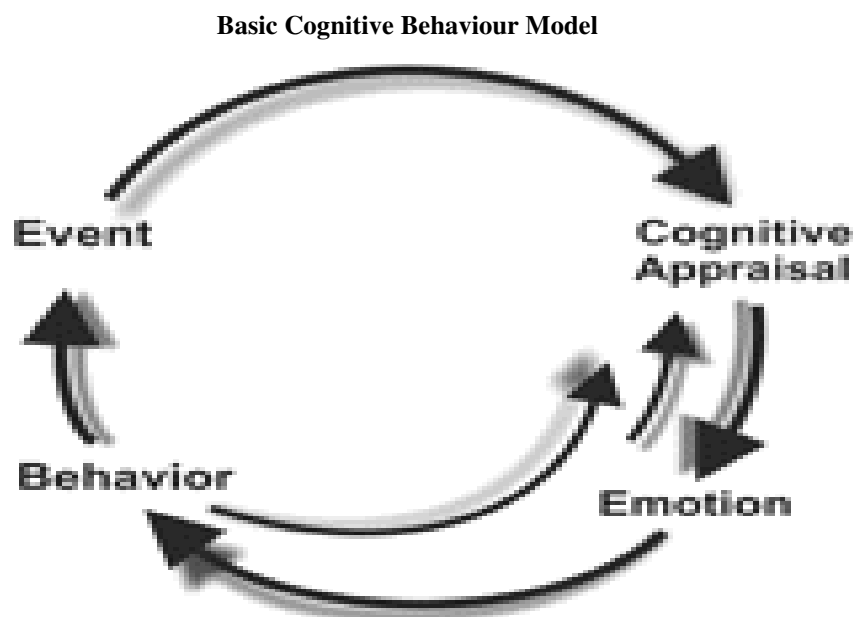 Basic Cognitive Behaviour Model
Event
Cognitive
Appraisal
Behavior
Emotion